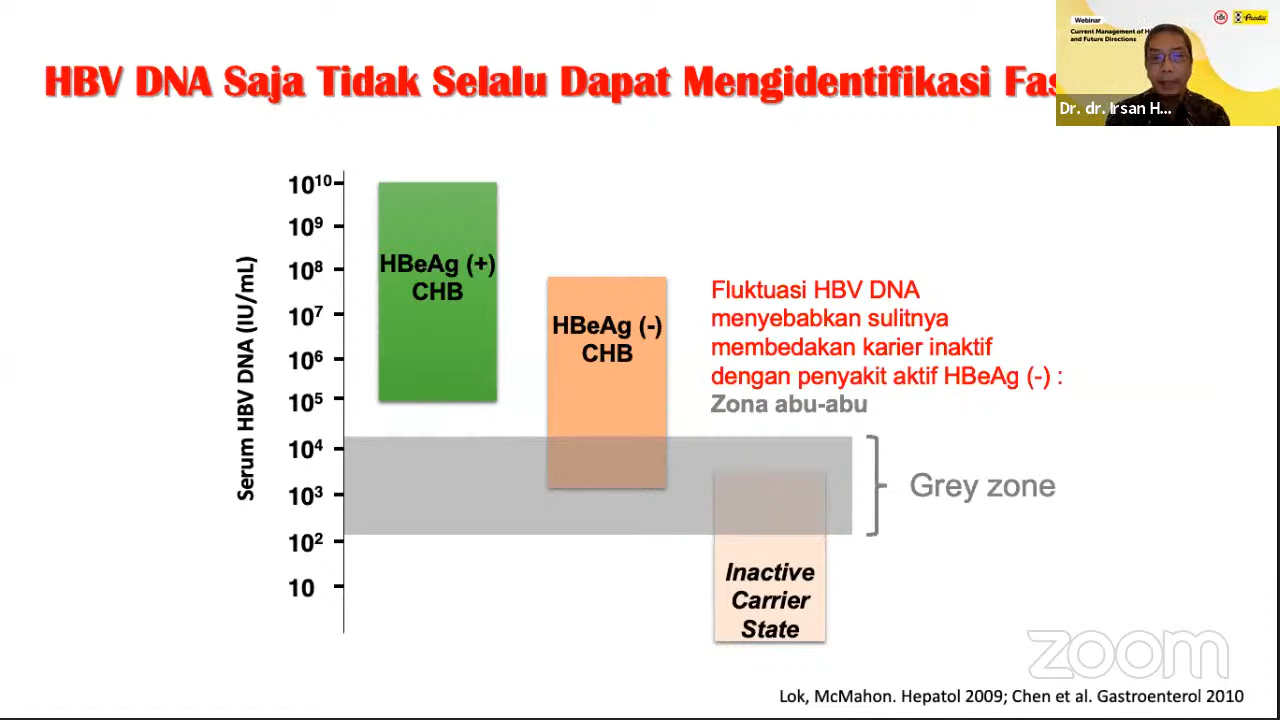 Webinar
Current Management of H
and Future Directions
Prodia
Dr. dr. Irsan H...
HBV DNA Saja Tidak Selalu Dapat Mengidentifikasi Fas
Serum HBV DNA (IU/mL)
10¹⁰
10⁹
10⁸
10⁷
10⁶
10⁵
10⁴
10³
10²
10
HBeAg (+)
CHB
HBeAg (-)
CHB
Inactive
Carrier
State
Fluktuasi HBV DNA
menyebabkan sulitnya
membedakan karier inaktif
dengan penyakit aktif HBeAg (-) :
Zona abu-abu
Grey zone
zoom
Lok, McMahon. Hepatol 2009; Chen et al. Gastroenterol 2010